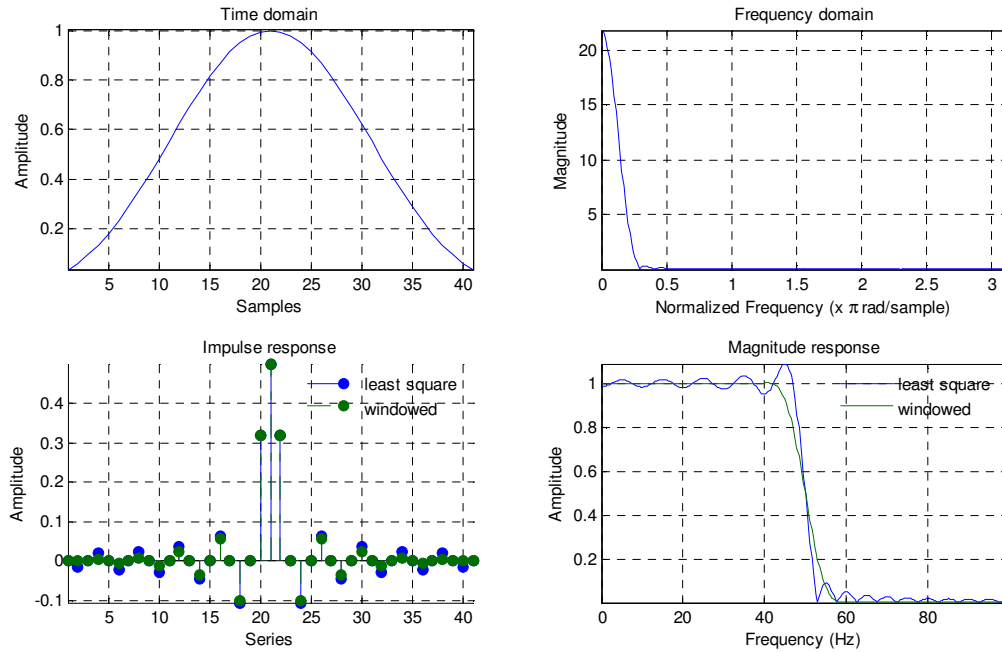 Time domain
Amplitude
1
0.8
0.6
0.4
0.2
5 10 15 20 25 30 35 40
Samples
Frequency domain
Magnitude
20
15
10
5
0 0.5 1 1.5 2 2.5 3
Normalized Frequency (x π rad/sample)
Impulse response
Amplitude
0.4
0.3
0.2
0.1
0
-0.1
least square
windowed
5 10 15 20 25 30 35 40
Series
Magnitude response
Amplitude
1
0.8
0.6
0.4
0.2
least square
windowed
0 20 40 60 80
Frequency (Hz)